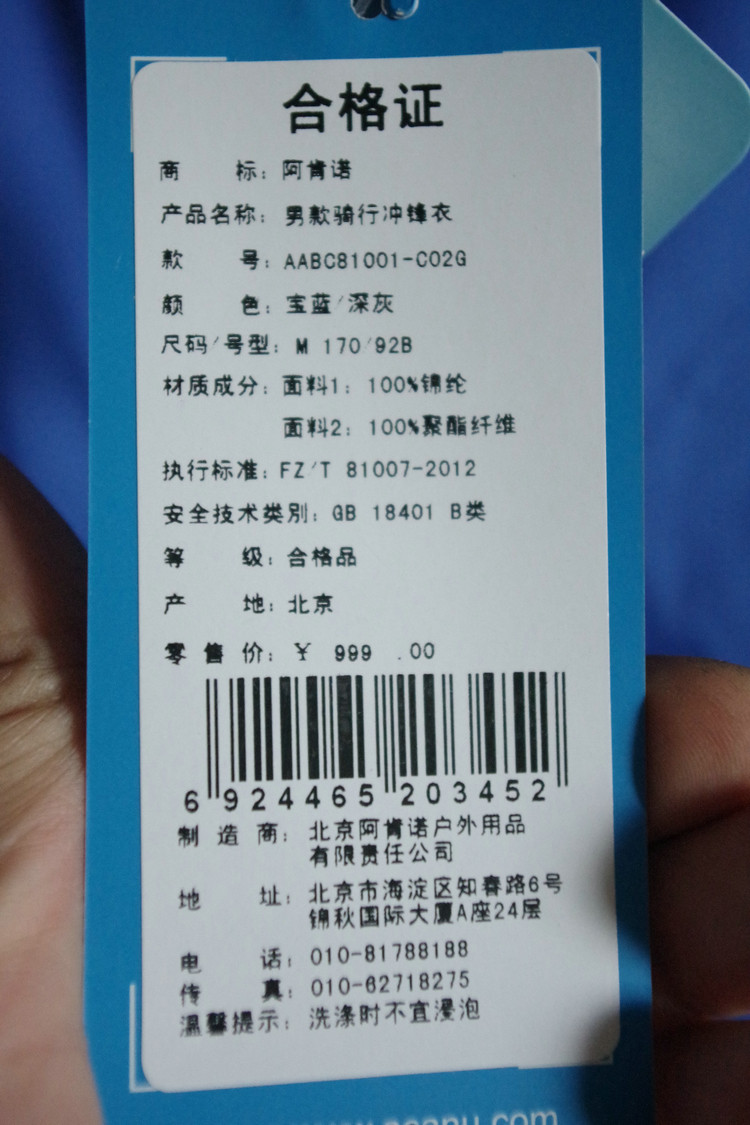 合格证
商 标：阿肯诺
产品名称：男款骑行冲锋衣
款 号：AABC81001-C02G
颜 色：宝蓝/深灰
尺码/号型：M 170/92B
材质成分：面料1：100%锦纶
面料2：100%聚酯纤维
执行标准：FZ/T 81007-2012
安全技术类别：GB 18401 B类
等 级：合格品
产 地：北京
零 售 价：￥ 999 .00
6 924465 203452
制 造 商：北京阿肯诺户外用品
有限责任公司
地 址：北京市海淀区知春路6号
锦秋国际大厦A座24层
电 话：010-81788188
传 真：010-62718275
温馨提示：洗涤时不宜浸泡